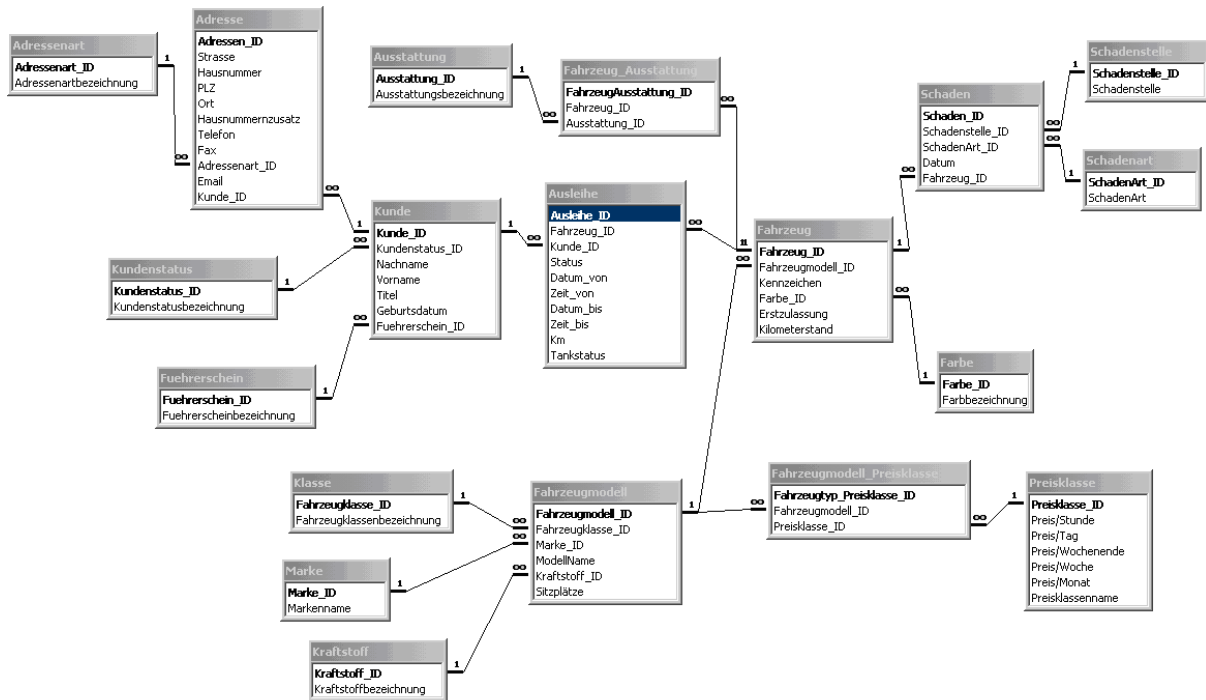 Adressenart
Adressenart_ID
Adressenartbezeichnung
Adresse
Adressen_ID
Strasse
Hausnummer
PLZ
Ort
Hausnummernzusatz
Telefon
Fax
Adressenart_ID
Email
Kunde_ID
Ausstattung
Ausstattung_ID
Ausstattungsbezeichnung
Fahrzeug_Ausstattung
FahrzeugAusstattung_ID
Fahrzeug_ID
Ausstattung_ID
Schaden
Schaden_ID
Schadenstelle_ID
SchadenArt_ID
Datum
Fahrzeug_ID
Schadenstelle
Schadenstelle_ID
Schadenstelle
Schadenart
SchadenArt_ID
SchadenArt
Kundenstatus
Kundenstatus_ID
Kundenstatusbezeichnung
Kunde
Kunde_ID
Kundenstatus_ID
Nachname
Vorname
Titel
Geburtsdatum
Fuehrerschein_ID
Ausleihe
Ausleihe_ID
Fahrzeug_ID
Kunde_ID
Status
Datum_von
Zeit_von
Datum_bis
Zeit_bis
Km
Tankstatus
Fahrzeug
Fahrzeug_ID
Fahrzeugmodell_ID
Kennzeichen
Farbe_ID
Erstzulassung
Kilometerstand
Fuehrerschein
Fuehrerschein_ID
Fuehrerscheinbezeichnung
Farbe
Farbe_ID
Farbbezeichnung
Klasse
Fahrzeugklasse_ID
Fahrzeugklassenbezeichnung
Marke
Marke_ID
Markenname
Kraftstoff
Kraftstoff_ID
Kraftstoffbezeichnung
Fahrzeugmodell
Fahrzeugmodell_ID
Fahrzeugklasse_ID
Marke_ID
ModellName
Kraftstoff_ID
Sitzplätze
Fahrzeugmodell_Preisklasse
Fahrzeugtyp_Preisklasse_ID
Fahrzeugmodell_ID
Preisklasse_ID
Preisklasse
Preisklasse_ID
Preis/Stunde
Preis/Tag
Preis/Wochenende
Preis/Woche
Preis/Monat
Preisklassenname